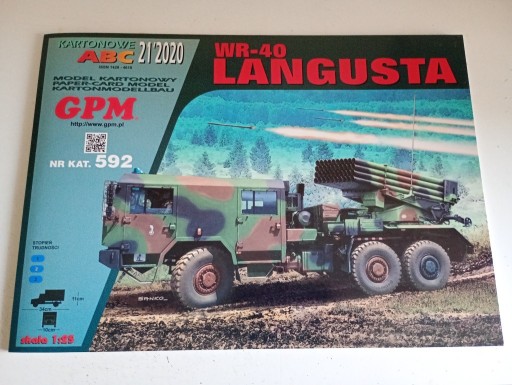 KARTONOWE
ABC 21'2020
MODEL KARTONOWY
PAPER-CARD MODEL
KARTONMODELLBAU
GPM
http://www.gpm.pl
NR KAT. 592
WR-40
LANGUSTA
STOPIEŃ
TRUDNOŚCI
11cm
skala 1:25